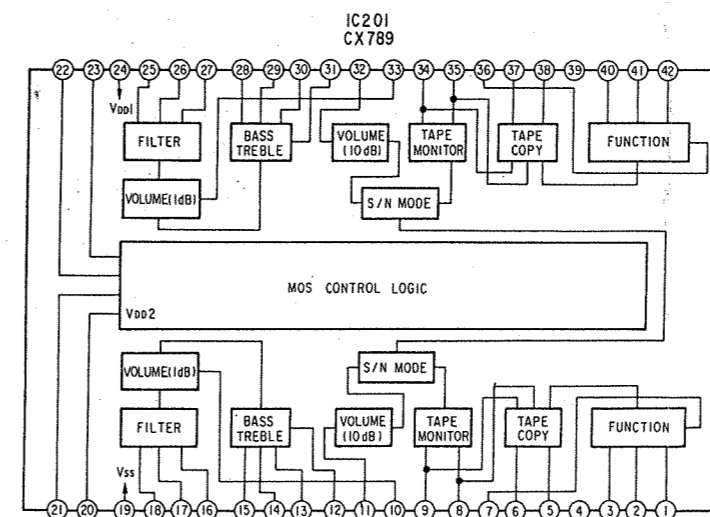 IC201
CX789
22 23 24 25 26 27 28 29 30 31 32 33 34 35 36 37 38 39 40 41 42
VDD1
FILTER
BASS
TREBLE
VOLUME
(10dB)
TAPE
MONITOR
TAPE
COPY
FUNCTION
VOLUME(1dB)
S/N MODE
MOS CONTROL LOGIC
VDD2
S/N MODE
VOLUME(1dB)
FILTER
BASS
TREBLE
VOLUME
(10dB)
TAPE
MONITOR
TAPE
COPY
FUNCTION
VSS
21 20 19 18 17 16 15 14 13 12 11 10 9 8 7 6 5 4 3 2 1